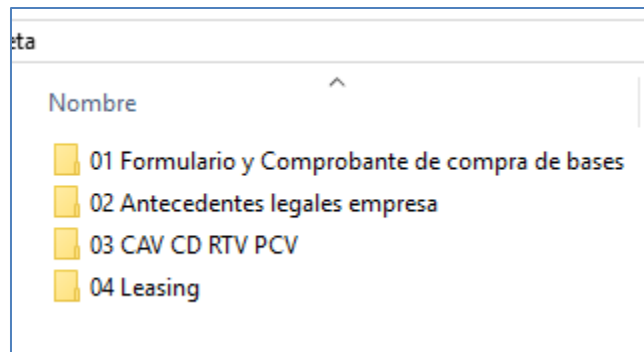 eta
Nombre
01 Formulario y Comprobante de compra de bases
02 Antecedentes legales empresa
03 CAV CD RTV PCV
04 Leasing